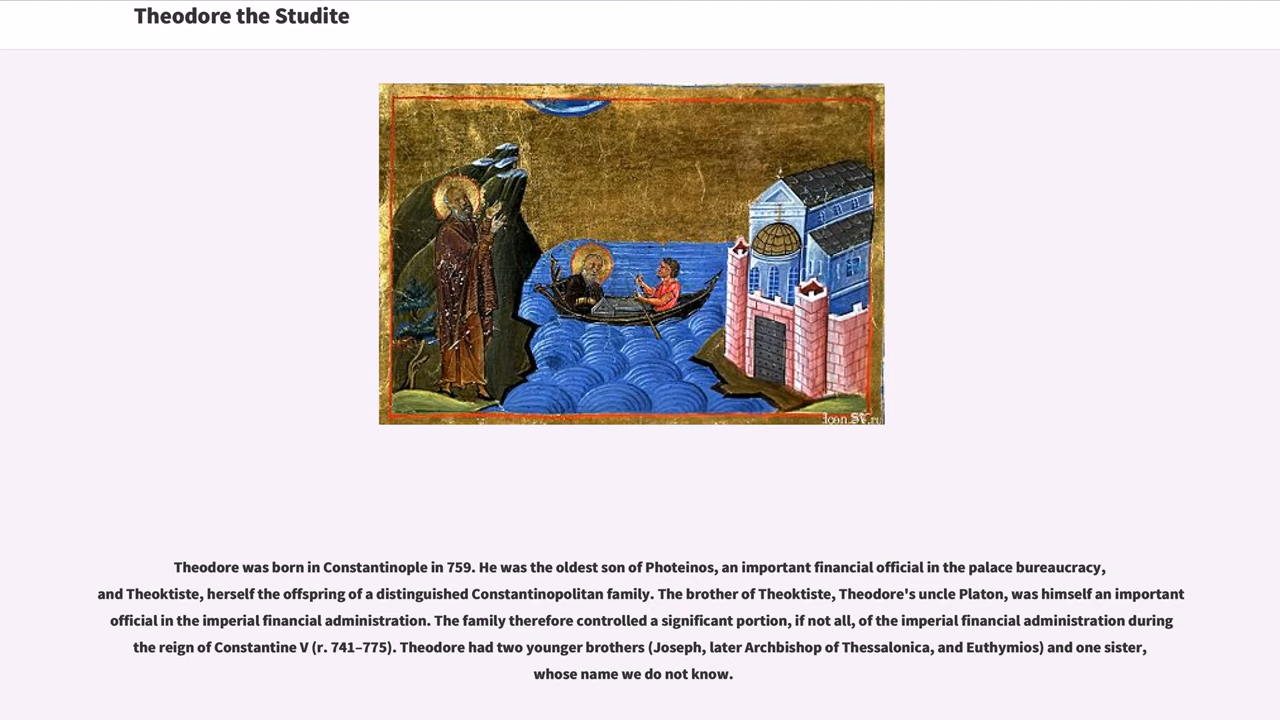 Theodore the Studite
Icon.SV.ru
Theodore was born in Constantinople in 759. He was the oldest son of Photeinos, an important financial official in the palace bureaucracy,
and Theoktiste, herself the offspring of a distinguished Constantinopolitan family. The brother of Theoktiste, Theodore's uncle Platon, was himself an important
official in the imperial financial administration. The family therefore controlled a significant portion, if not all, of the imperial financial administration during
the reign of Constantine V (r. 741–775). Theodore had two younger brothers (Joseph, later Archbishop of Thessalonica, and Euthymios) and one sister,
whose name we do not know.